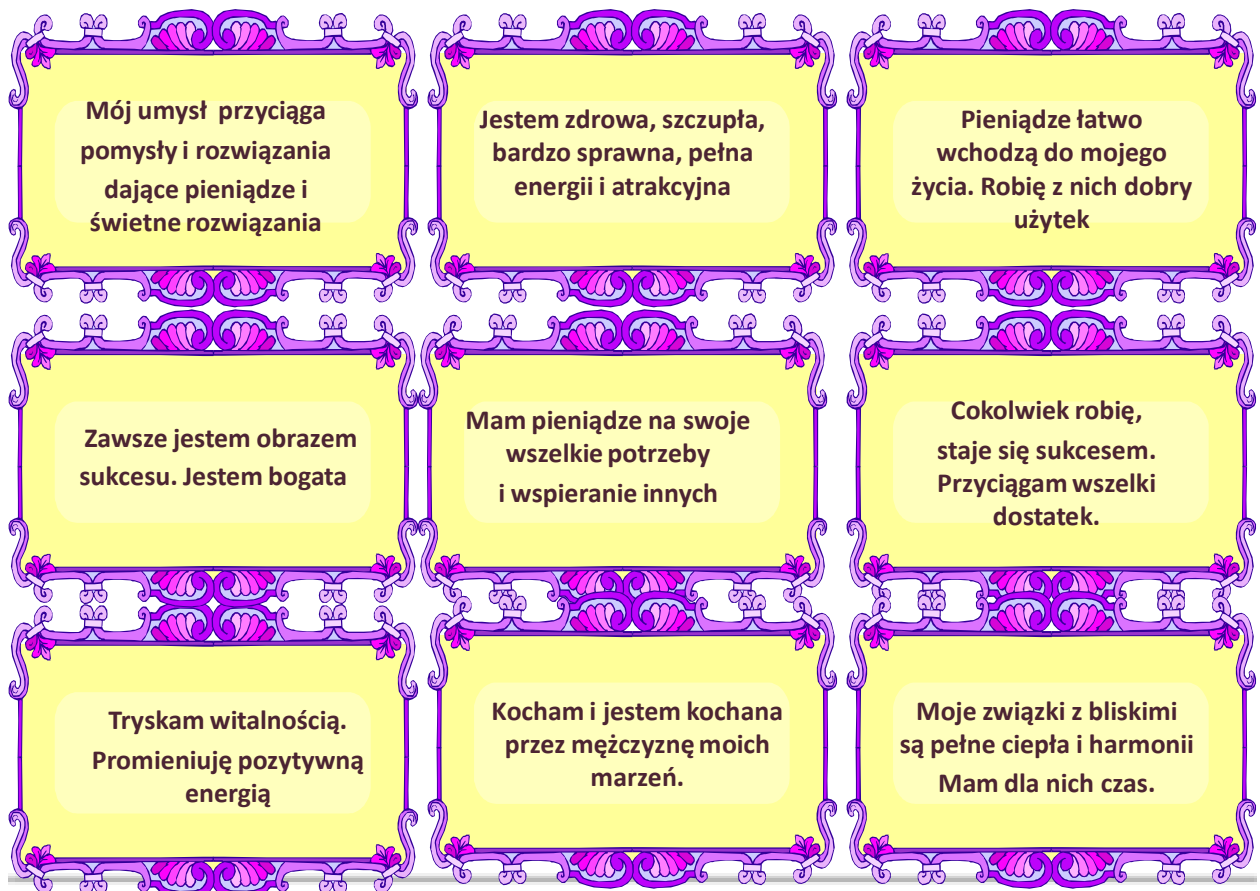 Mój umysł przyciąga
pomysły i rozwiązania
dające pieniądze i
świetne rozwiązania
Jestem zdrowa, szczupła,
bardzo sprawna, pełna
energii i atrakcyjna
Pieniądze łatwo
wchodzą do mojego
życia. Robię z nich dobry
użytek
Zawsze jestem obrazem
sukcesu. Jestem bogata
Mam pieniądze na swoje
wszelkie potrzeby
i wspieranie innych
Cokolwiek robię,
staje się sukcesem.
Przyciągam wszelki
dostatek.
Tryskam witalnością.
Promieniuję pozytywną
energią
Kocham i jestem kochana
przez mężczyznę moich
marzeń.
Moje związki z bliskimi
są pełne ciepła i harmonii
Mam dla nich czas.